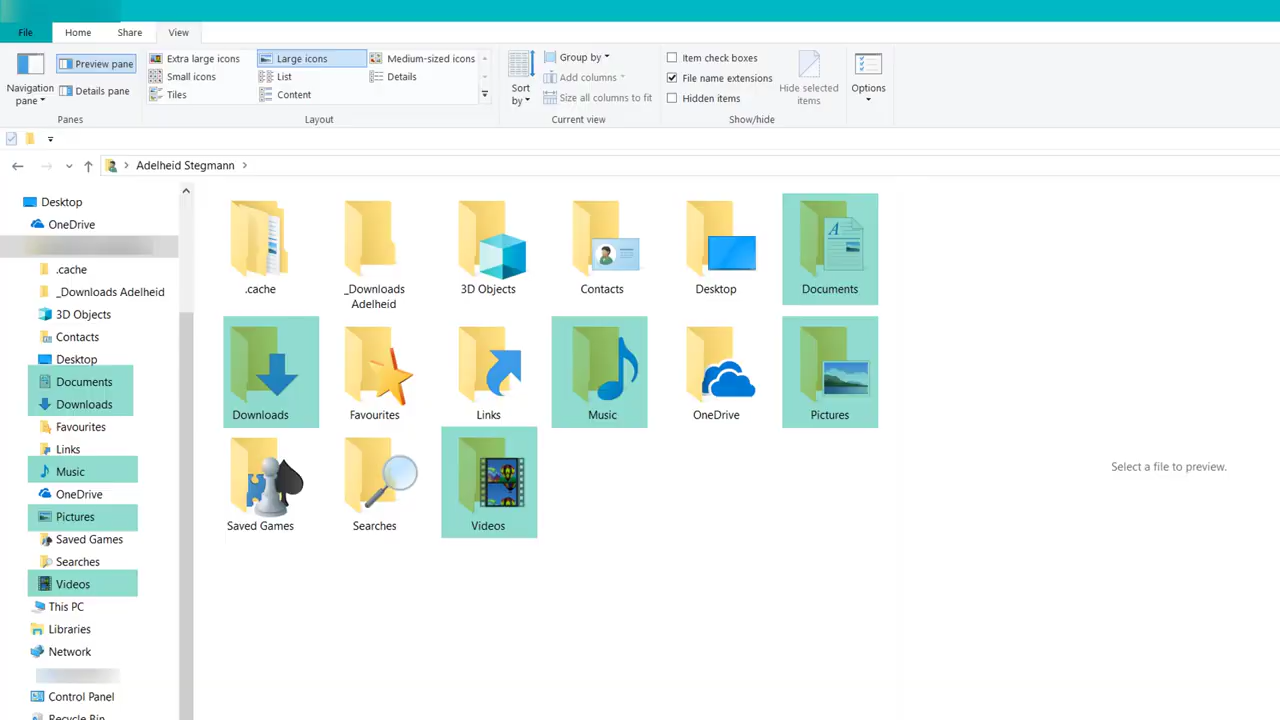 File Home Share View
Extra large icons Large icons Medium-sized icons
Small icons List Details
Tiles Content
Navigation pane
Preview pane
Details pane
Sort by
Group by
Add columns
Size all columns to fit
Item check boxes
File name extensions
Hidden items
Hide selected items
Options
Panes Layout Current view Show/hide
Adelheid Stegmann
Desktop
OneDrive
.cache
_Downloads Adelheid
3D Objects
Contacts
Desktop
Documents
Downloads
Favourites
Links
Music
OneDrive
Pictures
Saved Games
Searches
Videos
This PC
Libraries
Network
Control Panel
Recycle Bin
.cache
_Downloads
Adelheid
3D Objects
Contacts
Desktop
Documents
Downloads
Favourites
Links
Music
OneDrive
Pictures
Saved Games
Searches
Videos
Select a file to preview.